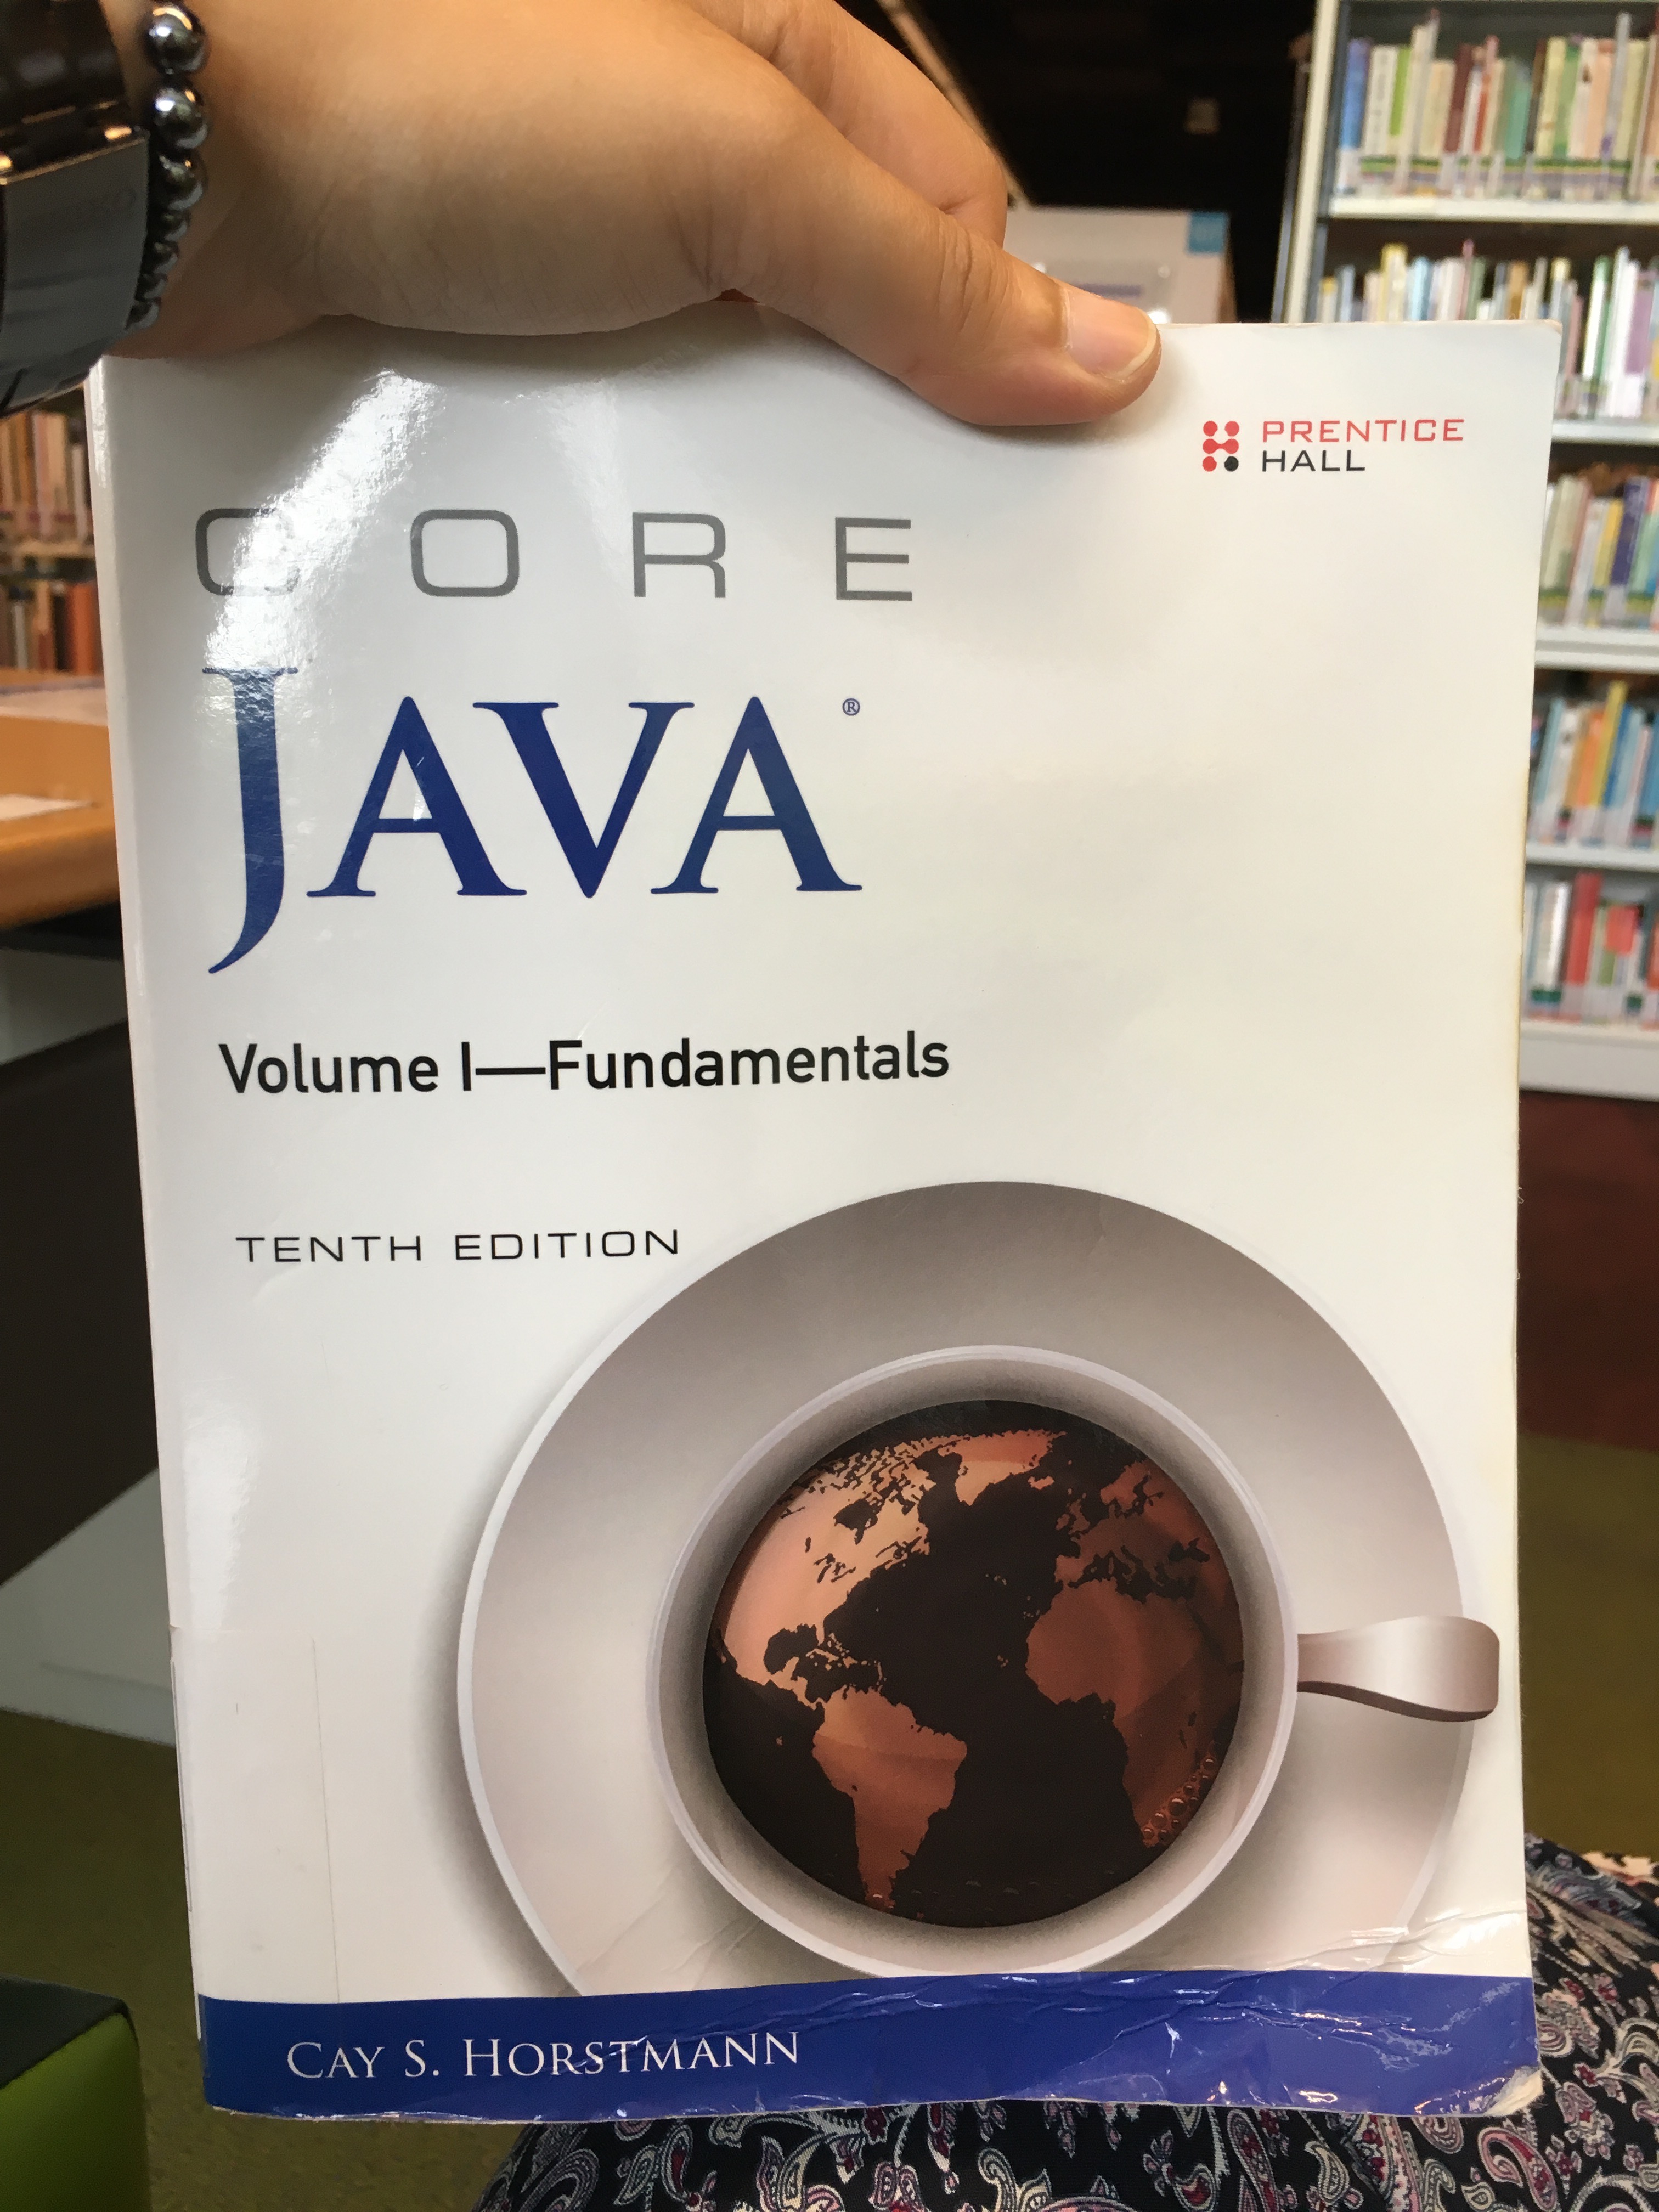 PRENTICE
HALL
CORE
JAVA®
Volume I—Fundamentals
TENTH EDITION
CAY S. HORSTMANN